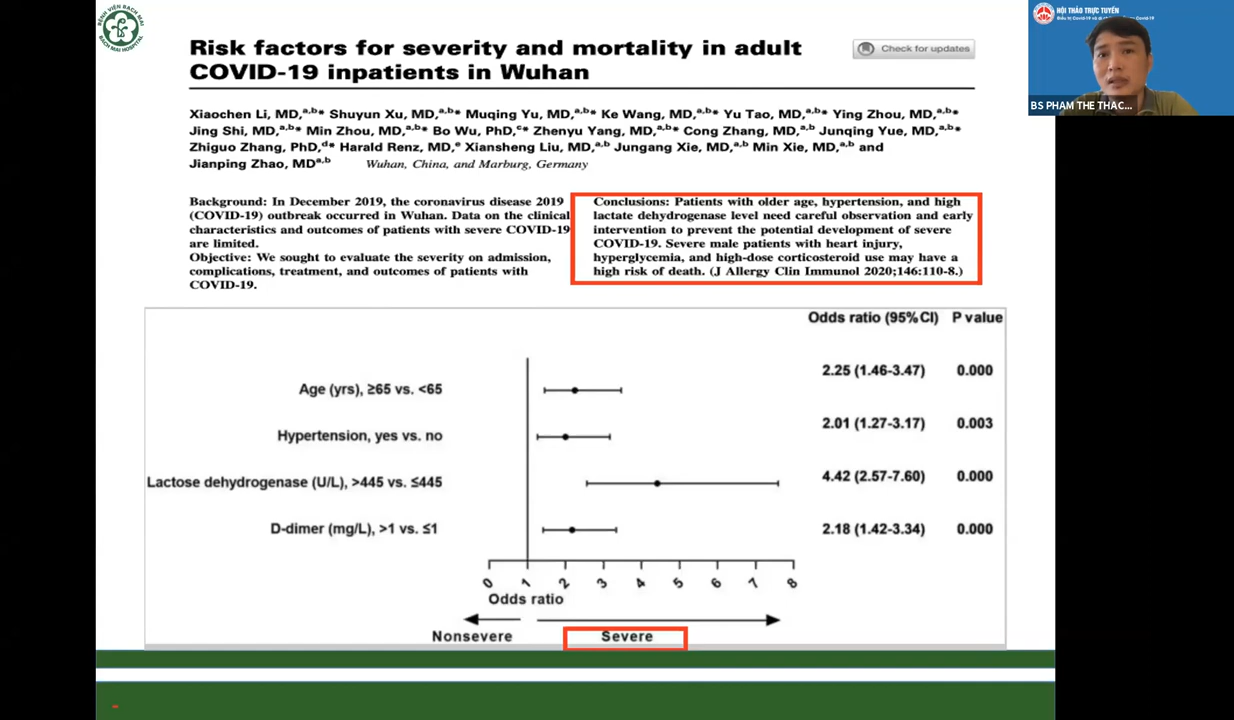 BỆNH VIỆN BẠCH MAI
BACH MAI HOSPITAL
Risk factors for severity and mortality in adult
COVID-19 inpatients in Wuhan
Check for updates
Xiaochen Li, MD,a,b* Shuyun Xu, MD,a,b* Muqing Yu, MD,a,b* Ke Wang, MD,a,b* Yu Tao, MD,a,b* Ying Zhou, MD,a,b*
Jing Shi, MD,a,b* Min Zhou, MD,a,b* Bo Wu, PhD,c* Zhenyu Yang, MD,a,b* Cong Zhang, MD,a,b Junqing Yue, MD,a,b*
Zhiguo Zhang, PhD,d* Harald Renz, MD,e Xiansheng Liu, MD,a,b Jungang Xie, MD,a,b Min Xie, MD,a,b and
Jianping Zhao, MDa,b Wuhan, China, and Marburg, Germany
Background: In December 2019, the coronavirus disease 2019
(COVID-19) outbreak occurred in Wuhan. Data on the clinical
characteristics and outcomes of patients with severe COVID-19
are limited.
Objective: We sought to evaluate the severity on admission,
complications, treatment, and outcomes of patients with
COVID-19.
Conclusions: Patients with older age, hypertension, and high
lactate dehydrogenase level need careful observation and early
intervention to prevent the potential development of severe
COVID-19. Severe male patients with heart injury,
hyperglycemia, and high-dose corticosteroid use may have a
high risk of death. (J Allergy Clin Immunol 2020;146:110-8.)
Odds ratio (95%CI) P value
Age (yrs), ≥65 vs. <65 2.25 (1.46-3.47) 0.000
Hypertension, yes vs. no 2.01 (1.27-3.17) 0.003
Lactose dehydrogenase (U/L), >445 vs. ≤445 4.42 (2.57-7.60) 0.000
D-dimer (mg/L), >1 vs. ≤1 2.18 (1.42-3.34) 0.000
0 1 2 3 4 5 6 7 8
Odds ratio
Nonsevere Severe
HỘI THẢO TRỰC TUYẾN
BS PHAM THE THAC...